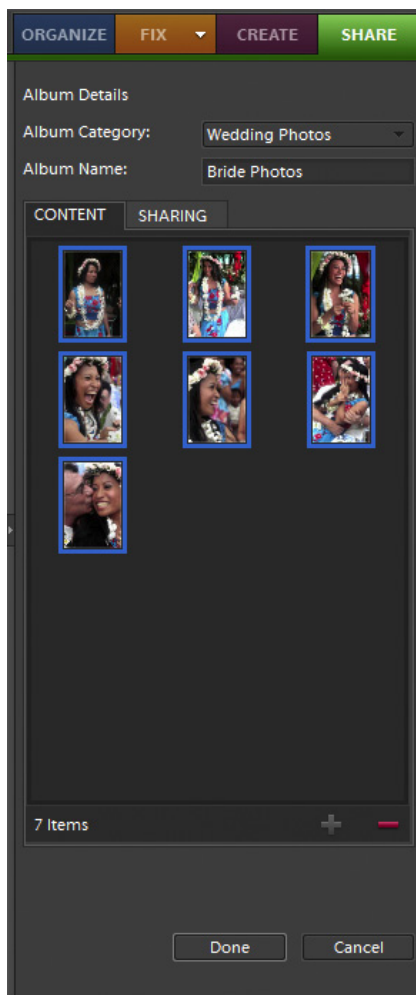 ORGANIZE FIX CREATE SHARE
Album Details
Album Category: Wedding Photos
Album Name: Bride Photos
CONTENT SHARING
7 Items
Done Cancel